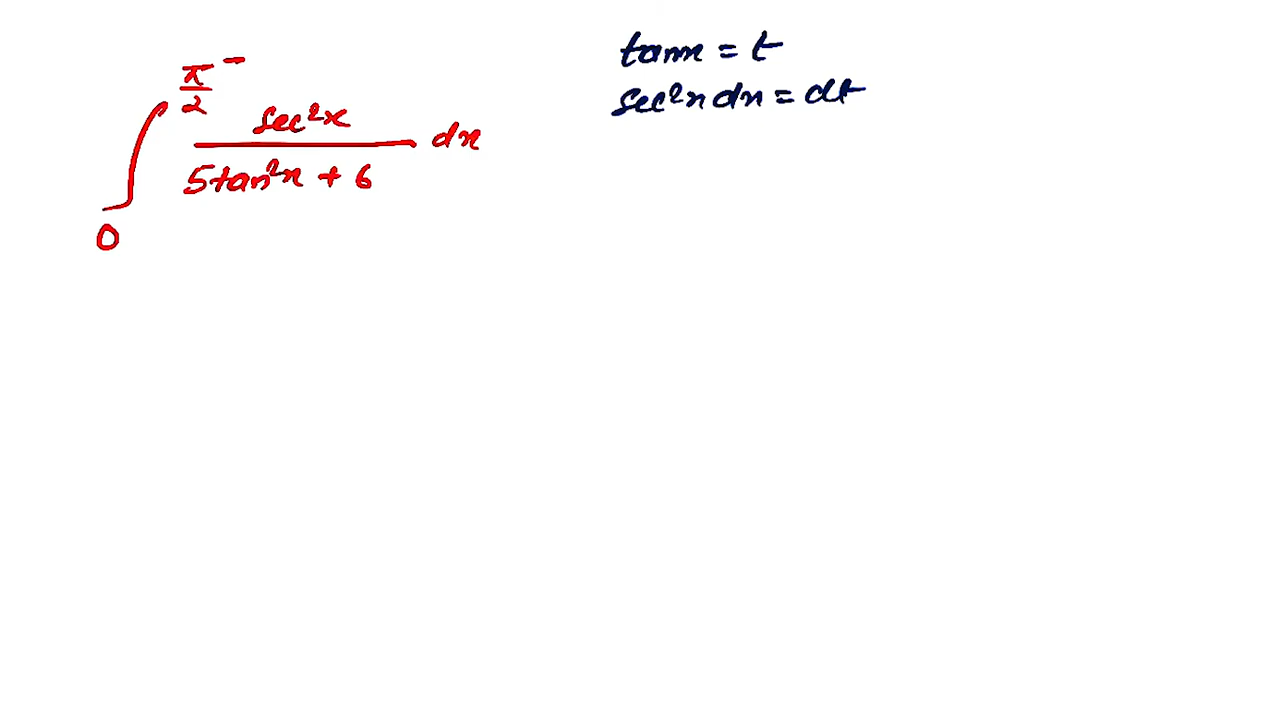 ∫₀^(π/2 ⁻) sec²x / (5tan²x + 6) dx
tanx = t
sec²x dx = dt